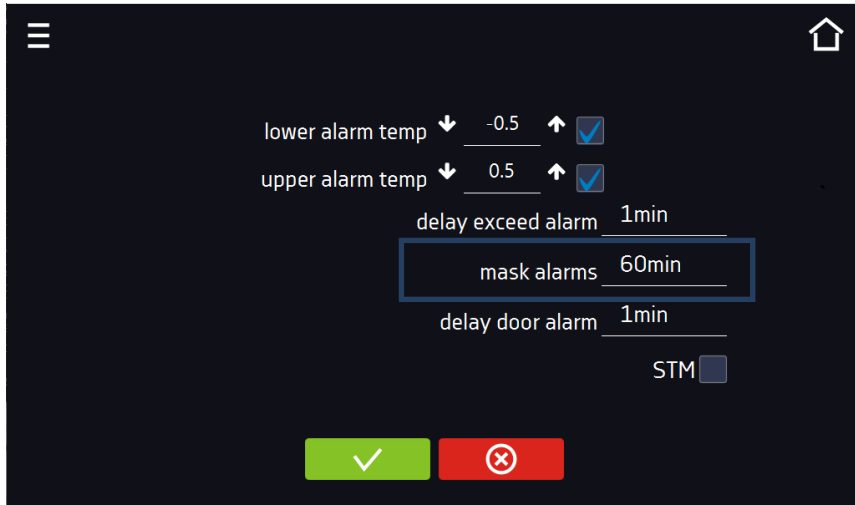 lower alarm temp -0.5
upper alarm temp 0.5
delay exceed alarm 1min
mask alarms 60min
delay door alarm 1min
STM